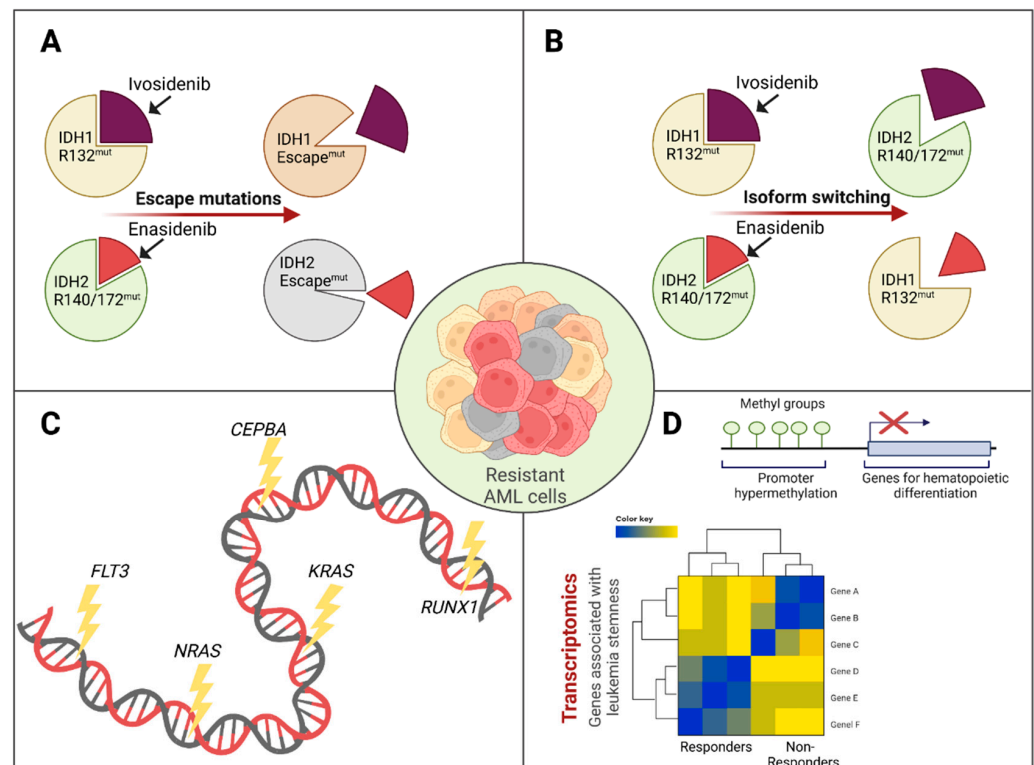 A
Ivosidenib
IDH1
R132mut
IDH1
Escapemut
Escape mutations
Enasidenib
IDH2
R140/172mut
IDH2
Escapemut
B
Ivosidenib
IDH1
R132mut
IDH2
R140/172mut
Isoform switching
Enasidenib
IDH2
R140/172mut
IDH1
R132mut
Resistant
AML cells
C
CEPBA
FLT3
KRAS
RUNX1
NRAS
D
Methyl groups
Promoter
hypermethylation
Genes for hematopoietic
differentiation
Color key
Transcriptomics
Genes associated with
leukemia stemness
Gene A
Gene B
Gene C
Gene D
Gene E
Genel F
Responders
Non-
Responders